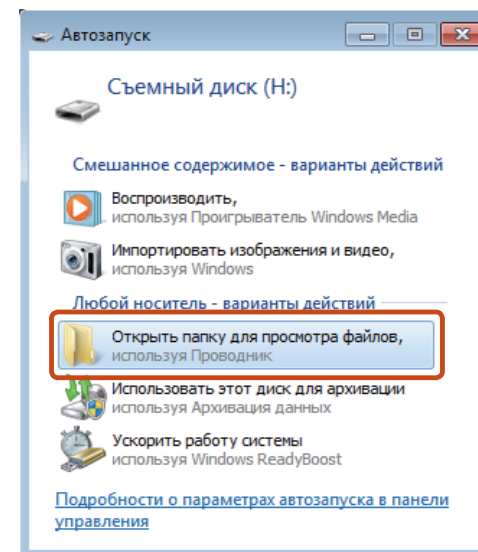 Автозапуск
Съемный диск (H:)
Смешанное содержимое - варианты действий
Воспроизводить,
используя Проигрыватель Windows Media
Импортировать изображения и видео,
используя Windows
Любой носитель - варианты действий
Открыть папку для просмотра файлов,
используя Проводник
Использовать этот диск для архивации
используя Архивация данных
Ускорить работу системы
используя Windows ReadyBoost
Подробности о параметрах автозапуска в панели
управления